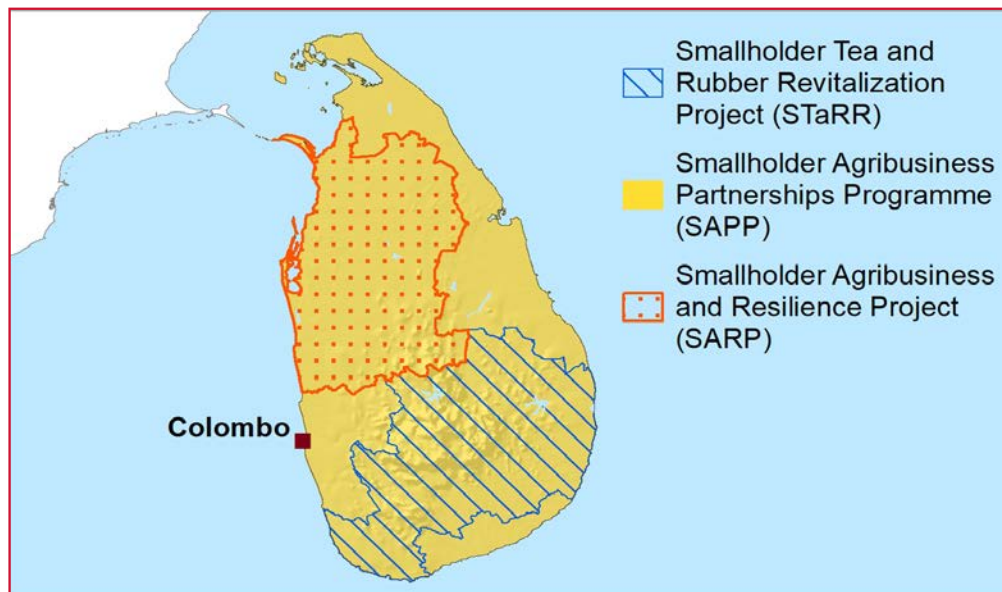 Smallholder Tea and
Rubber Revitalization
Project (STaRR)
Smallholder Agribusiness
Partnerships Programme
(SAPP)
Smallholder Agribusiness
and Resilience Project
(SARP)
Colombo